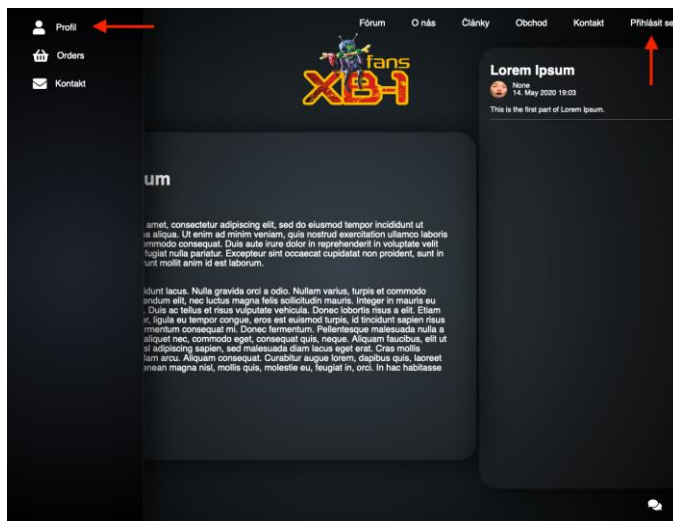 Profil
Orders
Kontakt
Fórum
O nás
Články
Obchod
Kontakt
Přihlásit se
fans
XB-1
Lorem Ipsum
None
14. May 2020 19:03
This is the first part of Lorem Ipsum.
um
amet, consectetur adipiscing elit, sed do eiusmod tempor incididunt ut
aliqua. Ut enim ad minim veniam, quis nostrud exercitation ullamco laboris
commodo consequat. Duis aute irure dolor in reprehenderit in voluptate velit
fugiat nulla pariatur. Excepteur sint occaecat cupidatat non proident, sunt in
runt mollit anim id est laborum.
idunt lacus. Nulla gravida orci a odio. Nullam varius, turpis et commodo
endum elit, nec luctus magna felis sollicitudin mauris. Integer in mauris eu
. Duis ac tellus et risus vulputate vehicula. Donec lobortis risus a elit. Etiam
r, ligula eu tempor congue, eros est euismod turpis, id tincidunt sapien risus
rmentum consequat mi. Donec fermentum. Pellentesque malesuada nulla a
aliquet nec, commodo eget, consequat quis, neque. Aliquam faucibus, elit ut
sl adipiscing sapien, sed malesuada diam lacus eget erat. Cras mollis
lam arcu. Aliquam consequat. Curabitur augue lorem, dapibus quis, laoreet
enean magna nisl, mollis quis, molestie eu, feugiat in, orci. In hac habitasse